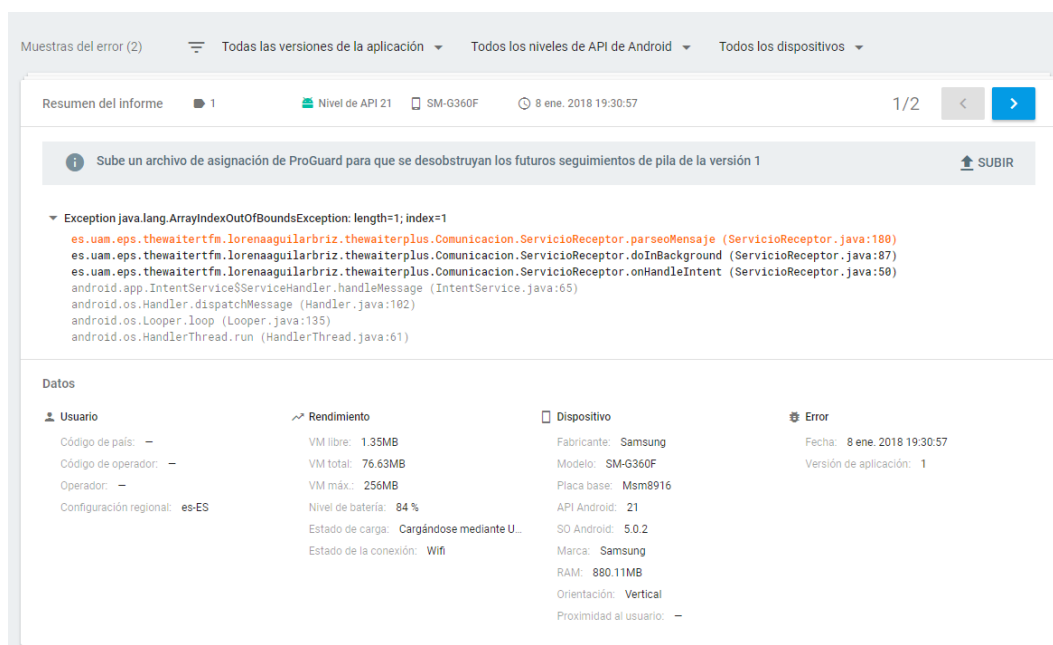 Muestras del error (2) Todas las versiones de la aplicación Todos los niveles de API de Android Todos los dispositivos
Resumen del informe 1 Nivel de API 21 SM-G360F 8 ene. 2018 19:30:57 1/2
Sube un archivo de asignación de ProGuard para que se desobstruyan los futuros seguimientos de pila de la versión 1 SUBIR
Exception java.lang.ArrayIndexOutOfBoundsException: length=1; index=1
es.uam.eps.thewaitertfm.lorenaaguilarbriz.thewaiterplus.Comunicacion.ServicioReceptor.parseoMensaje (ServicioReceptor.java:180)
es.uam.eps.thewaitertfm.lorenaaguilarbriz.thewaiterplus.Comunicacion.ServicioReceptor.doInBackground (ServicioReceptor.java:87)
es.uam.eps.thewaitertfm.lorenaaguilarbriz.thewaiterplus.Comunicacion.ServicioReceptor.onHandleIntent (ServicioReceptor.java:50)
android.app.IntentService$ServiceHandler.handleMessage (IntentService.java:65)
android.os.Handler.dispatchMessage (Handler.java:102)
android.os.Looper.loop (Looper.java:135)
android.os.HandlerThread.run (HandlerThread.java:61)
Datos
Usuario
Código de país: —
Código de operador: —
Operador: —
Configuración regional: es-ES
Rendimiento
VM libre: 1.35MB
VM total: 76.63MB
VM máx.: 256MB
Nivel de batería: 84 %
Estado de carga: Cargándose mediante U...
Estado de la conexión: Wifi
Dispositivo
Fabricante: Samsung
Modelo: SM-G360F
Placa base: Msm8916
API Android: 21
SO Android: 5.0.2
Marca: Samsung
RAM: 880.11MB
Orientación: Vertical
Proximidad al usuario: —
Error
Fecha: 8 ene. 2018 19:30:57
Versión de aplicación: 1